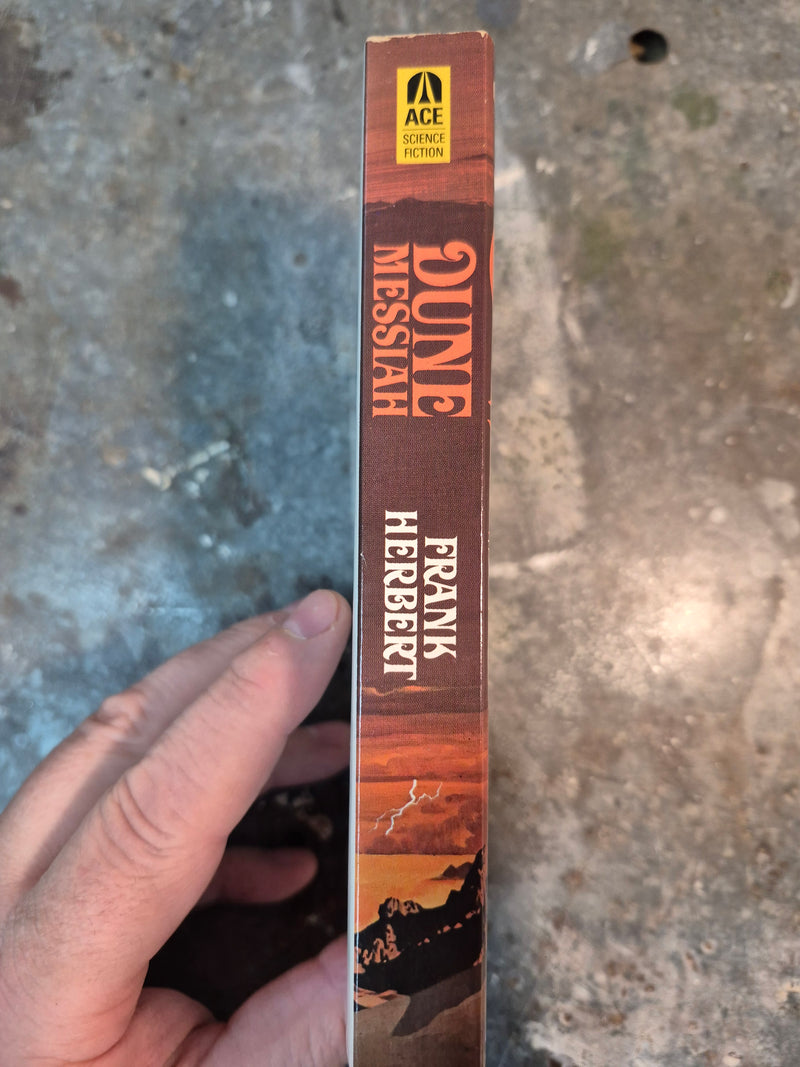 ACE
SCIENCE
FICTION
DUNE
MESSIAH
FRANK
HERBERT